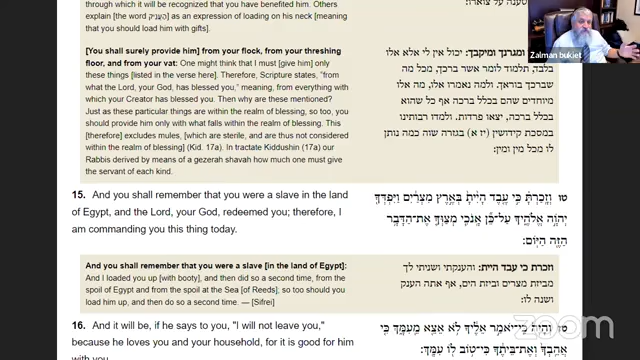 through which it will be recognized that you have benefited him. Others
explain [the word הַעֲנֵיק] as an expression of loading on his neck [meaning
that you should load him with gifts].
[You shall surely provide him] from your flock, from your threshing
floor, and from your vat: One might think that I must [give him] only
these things [listed in the verse here]. Therefore, Scripture states, "from
what the Lord, your God, has blessed you," meaning, from everything with
which your Creator has blessed you. Then why are these mentioned?
Just as these particular things are within the realm of blessing, so too, you
should provide him only with what falls within the realm of blessing. This
[therefore] excludes mules, [which are sterile, and are thus not considered
within the realm of blessing] (Kid. 17a). In tractate Kiddushin (17a) our
Rabbis derived by means of a gezerah shavah how much one must give
the servant of each kind.
ומגרנך ומיקבך: יכול אין לי אלא אלו
בלבד, תלמוד לומר אשר ברכך, מכל מה
שברכך בוראך. ולמה נאמרו אלו, מה אלו
מיוחדים שהם בכלל ברכה אף כל שהוא
בכלל ברכה, יצאו פרדות. ולמדו רבותינו
במסכת קידושין (יז א) בגזרה שוה כמה נותן
לו מכל מין ומין:
15. And you shall remember that you were a slave in the land
of Egypt, and the Lord, your God, redeemed you; therefore, I
am commanding you this thing today.
טו וְזָכַרְתָּ כִּי עֶבֶד הָיִיתָ בְּאֶרֶץ מִצְרַיִם וַיִּפְדְּךָ
יְהֹוָה אֱלֹהֶיךָ עַל־כֵּן אָנֹכִי מְצַוְּךָ אֶת־הַדָּבָר
הַזֶּה הַיּוֹם:
And you shall remember that you were a slave [in the land of Egypt]:
And I loaded you up [with booty], and then did so a second time, from the
spoil of Egypt and from the spoil at the Sea [of Reeds]; so too should you
load him up, and then do so a second time. — [Sifrei]
וזכרת כי עבד היית: והענקתי ושניתי לך
מביזת מצרים וביזת הים, אף אתה הענק
ושנה לו:
16. And it will be, if he says to you, "I will not leave you,"
because he loves you and your household, for it is good for him
with you.
טז וְהָיָה כִּי־יֹאמַר אֵלֶיךָ לֹא אֵצֵא מֵעִמָּךְ כִּי
אֲהֵבְךָ וְאֶת־בֵּיתֶךָ כִּי־טוֹב לוֹ עִמָּךְ:
Zalman bukiet
zoom